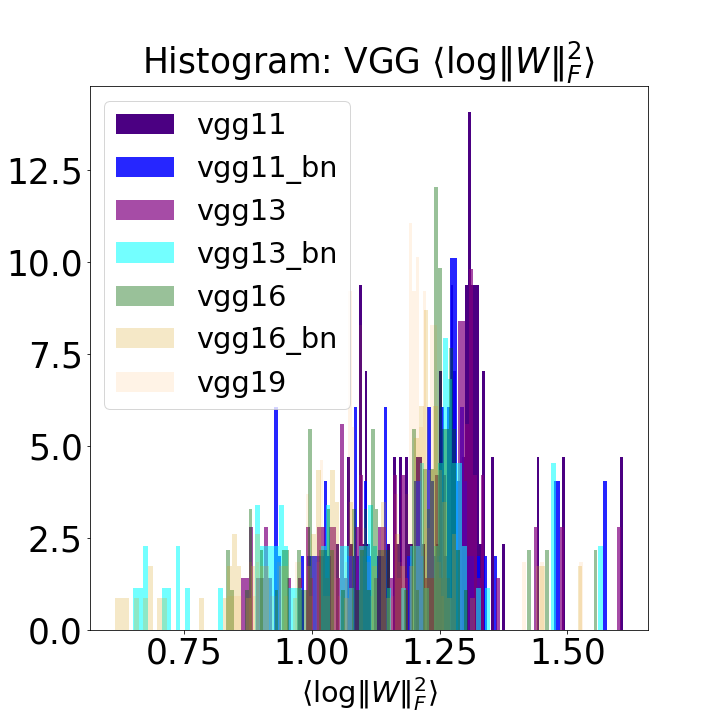 Histogram: VGG ⟨log‖W‖²_F⟩
vgg11
vgg11_bn
vgg13
vgg13_bn
vgg16
vgg16_bn
vgg19
12.5
10.0
7.5
5.0
2.5
0.0
0.75 1.00 1.25 1.50
⟨log‖W‖²_F⟩